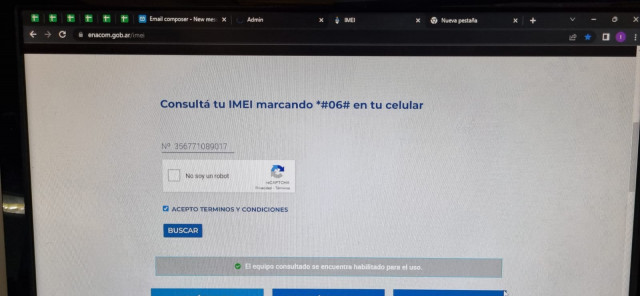 Email composer - New mes
Admin
IMEI
Nueva pestaña
enacom.gob.ar/imei
Consultá tu IMEI marcando *#06# en tu celular
Nº. 356771089017
No soy un robot
reCAPTCHA
Privacidad - Términos
ACEPTO TERMINOS Y CONDICIONES
BUSCAR
El equipo consultado se encuentra habilitado para el uso.